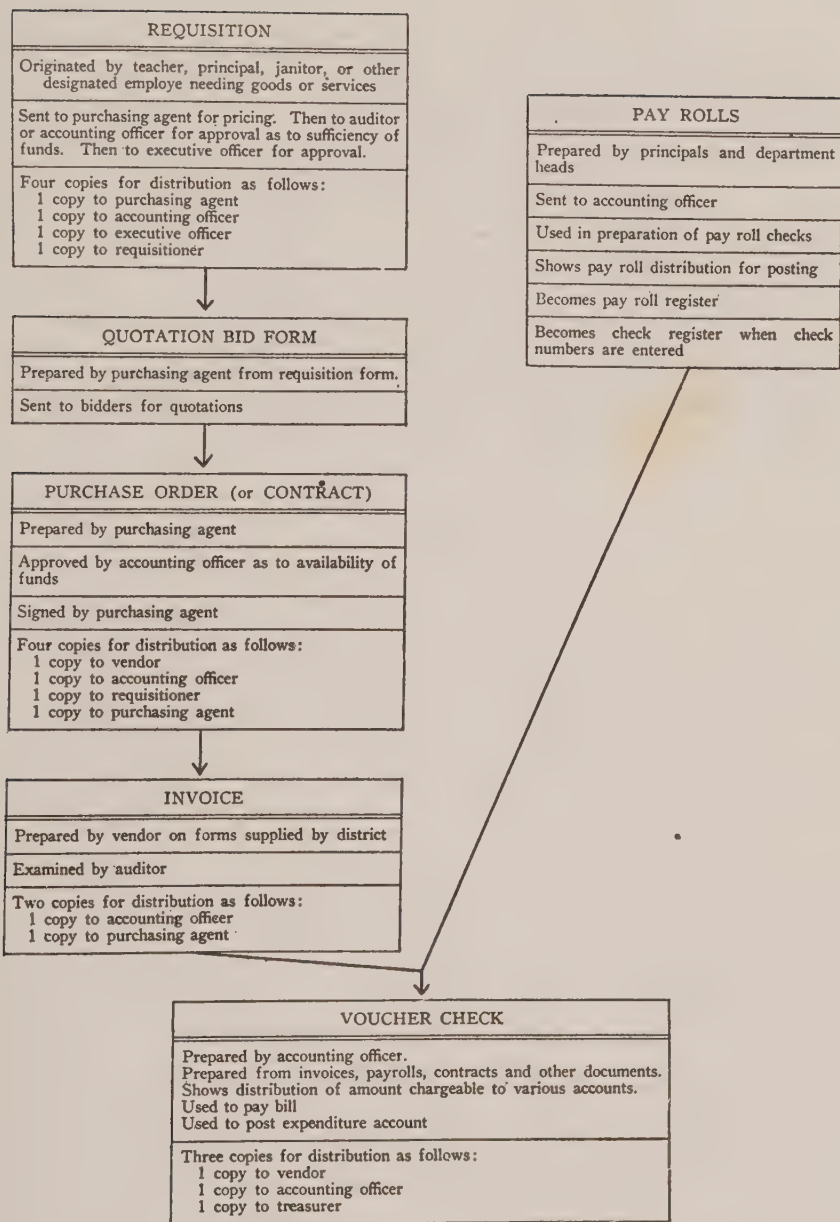 REQUISITION
Originated by teacher, principal, janitor, or other
designated employe needing goods or services
Sent to purchasing agent for pricing. Then to auditor
or accounting officer for approval as to sufficiency of
funds. Then to executive officer for approval.
Four copies for distribution as follows:
1 copy to purchasing agent
1 copy to accounting officer
1 copy to executive officer
1 copy to requisitioner
QUOTATION BID FORM
Prepared by purchasing agent from requisition form.
Sent to bidders for quotations
PURCHASE ORDER (or CONTRACT)
Prepared by purchasing agent
Approved by accounting officer as to availability of
funds
Signed by purchasing agent
Four copies for distribution as follows:
1 copy to vendor
1 copy to accounting officer
1 copy to requisitioner
1 copy to purchasing agent
INVOICE
Prepared by vendor on forms supplied by district
Examined by auditor
Two copies for distribution as follows:
1 copy to accounting officer
1 copy to purchasing agent
PAY ROLLS
Prepared by principals and department
heads
Sent to accounting officer
Used in preparation of pay roll checks
Shows pay roll distribution for posting
Becomes pay roll register
Becomes check register when check
numbers are entered
VOUCHER CHECK
Prepared by accounting officer.
Prepared from invoices, payrolls, contracts and other documents.
Shows distribution of amount chargeable to various accounts.
Used to pay bill
Used to post expenditure account
Three copies for distribution as follows:
1 copy to vendor
1 copy to accounting officer
1 copy to treasurer